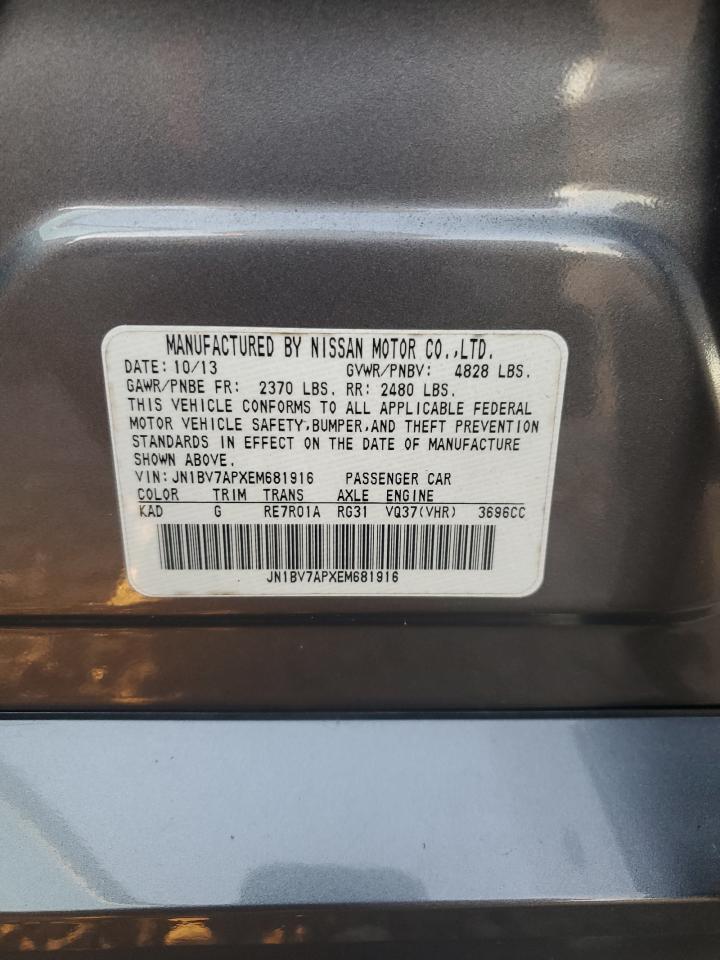 MANUFACTURED BY NISSAN MOTOR CO.,LTD.
DATE: 10/13 GVWR/PNBV: 4828 LBS.
GAWR/PNBE FR: 2370 LBS. RR: 2480 LBS.
THIS VEHICLE CONFORMS TO ALL APPLICABLE FEDERAL
MOTOR VEHICLE SAFETY,BUMPER,AND THEFT PREVENTION
STANDARDS IN EFFECT ON THE DATE OF MANUFACTURE
SHOWN ABOVE.
VIN: JN1BV7APXEM681916 PASSENGER CAR
COLOR TRIM TRANS AXLE ENGINE
KAD G RE7R01A RG31 VQ37(VHR) 3696CC
JN1BV7APXEM681916